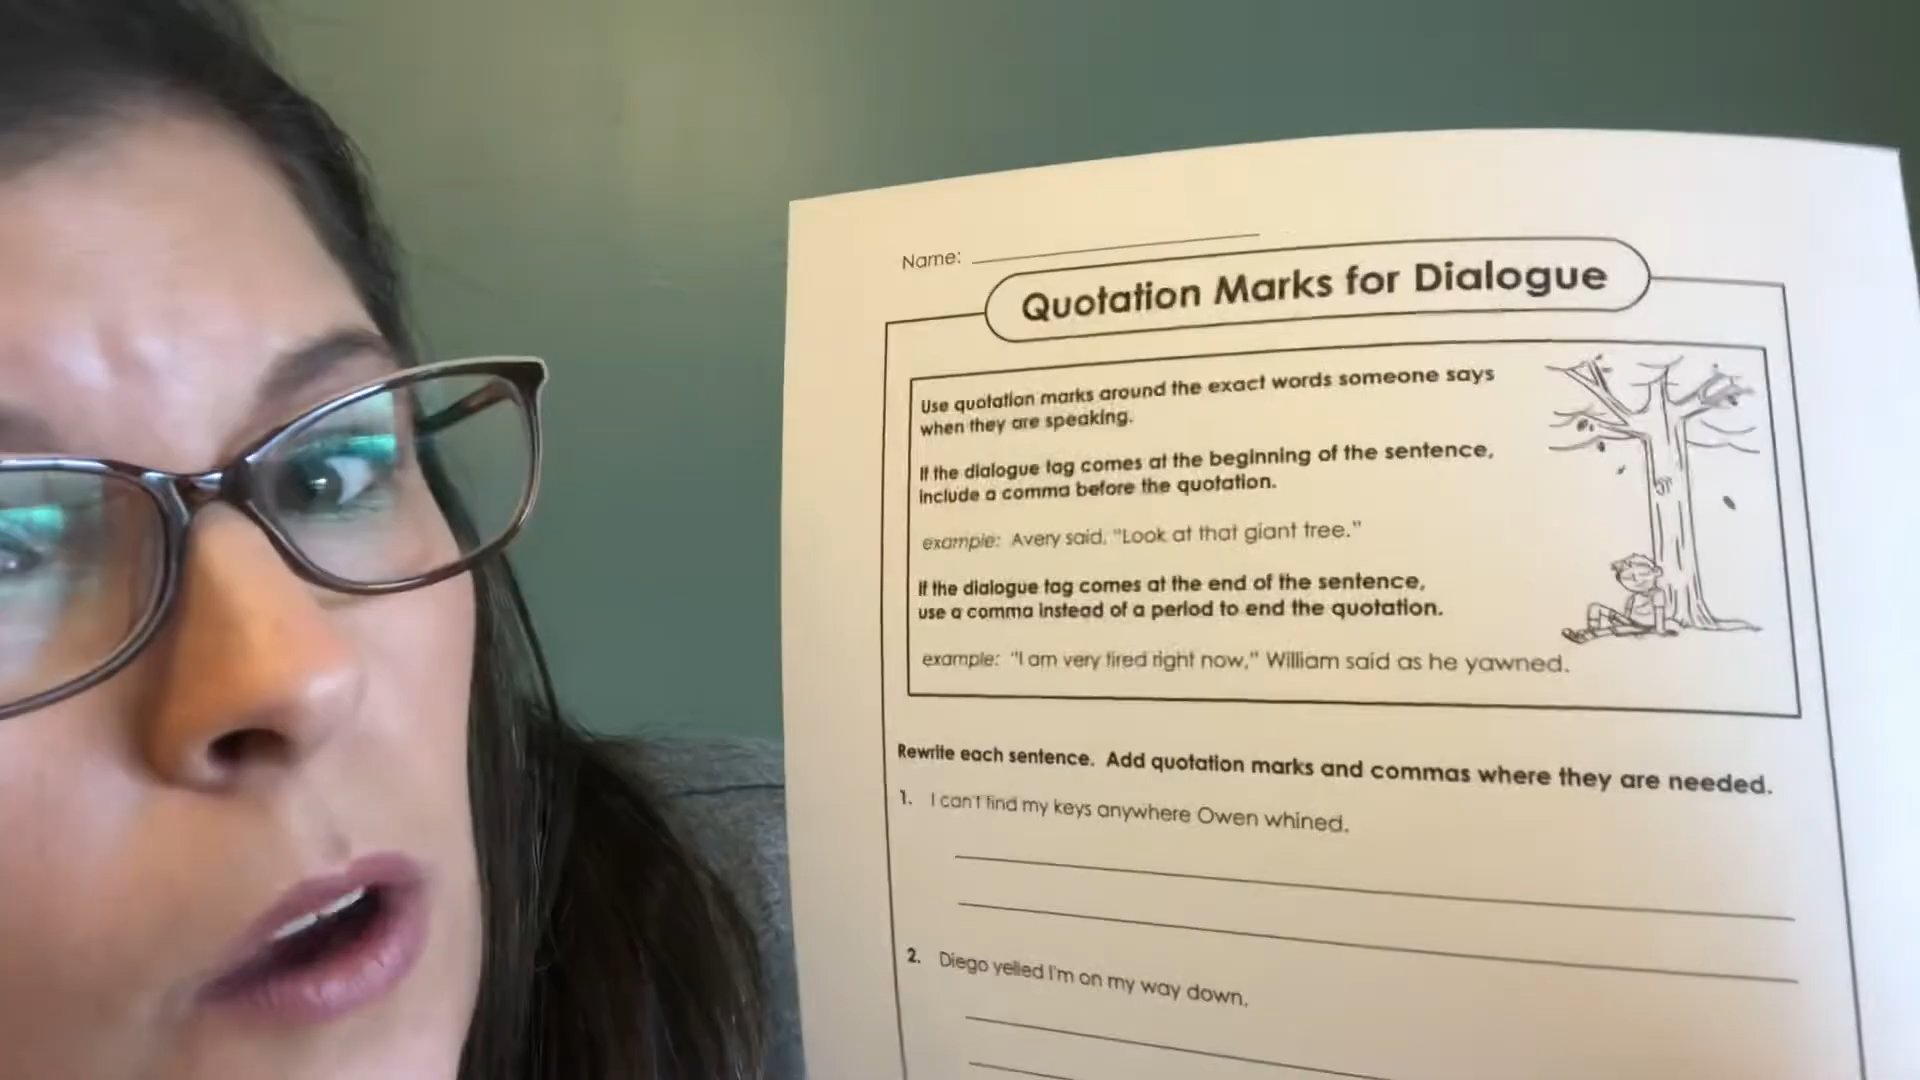 Name:
Quotation Marks for Dialogue
Use quotation marks around the exact words someone says
when they are speaking.
If the dialogue tag comes at the beginning of the sentence,
include a comma before the quotation.
example: Avery said, "Look at that giant tree."
If the dialogue tag comes at the end of the sentence,
use a comma instead of a period to end the quotation.
example: "I am very tired right now," William said as he yawned.
Rewrite each sentence. Add quotation marks and commas where they are needed.
1. I can't find my keys anywhere Owen whined.
2. Diego yelled I'm on my way down.